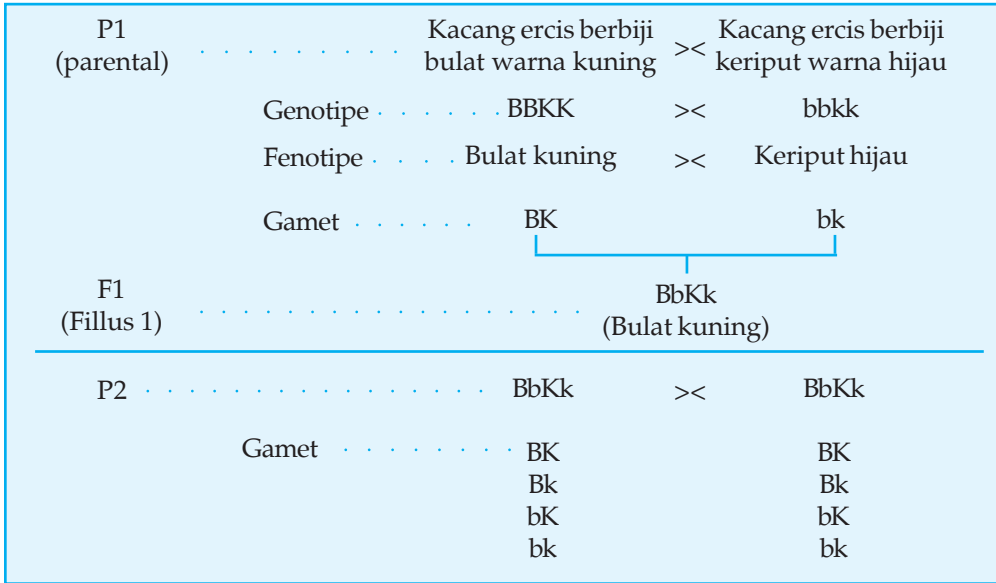 P1 . . . . . . . . . Kacang ercis berbiji >< Kacang ercis berbiji
(parental) bulat warna kuning keriput warna hijau
Genotipe . . . . . . BBKK >< bbkk
Fenotipe . . . . Bulat kuning >< Keriput hijau
Gamet . . . . . . BK bk
F1 BbKk
(Fillus 1) . . . . . . . . . . . . . . . . . . (Bulat kuning)
P2 . . . . . . . . . . . . . . . . . BbKk >< BbKk
Gamet . . . . . . . . BK BK
Bk Bk
bK bK
bk bk